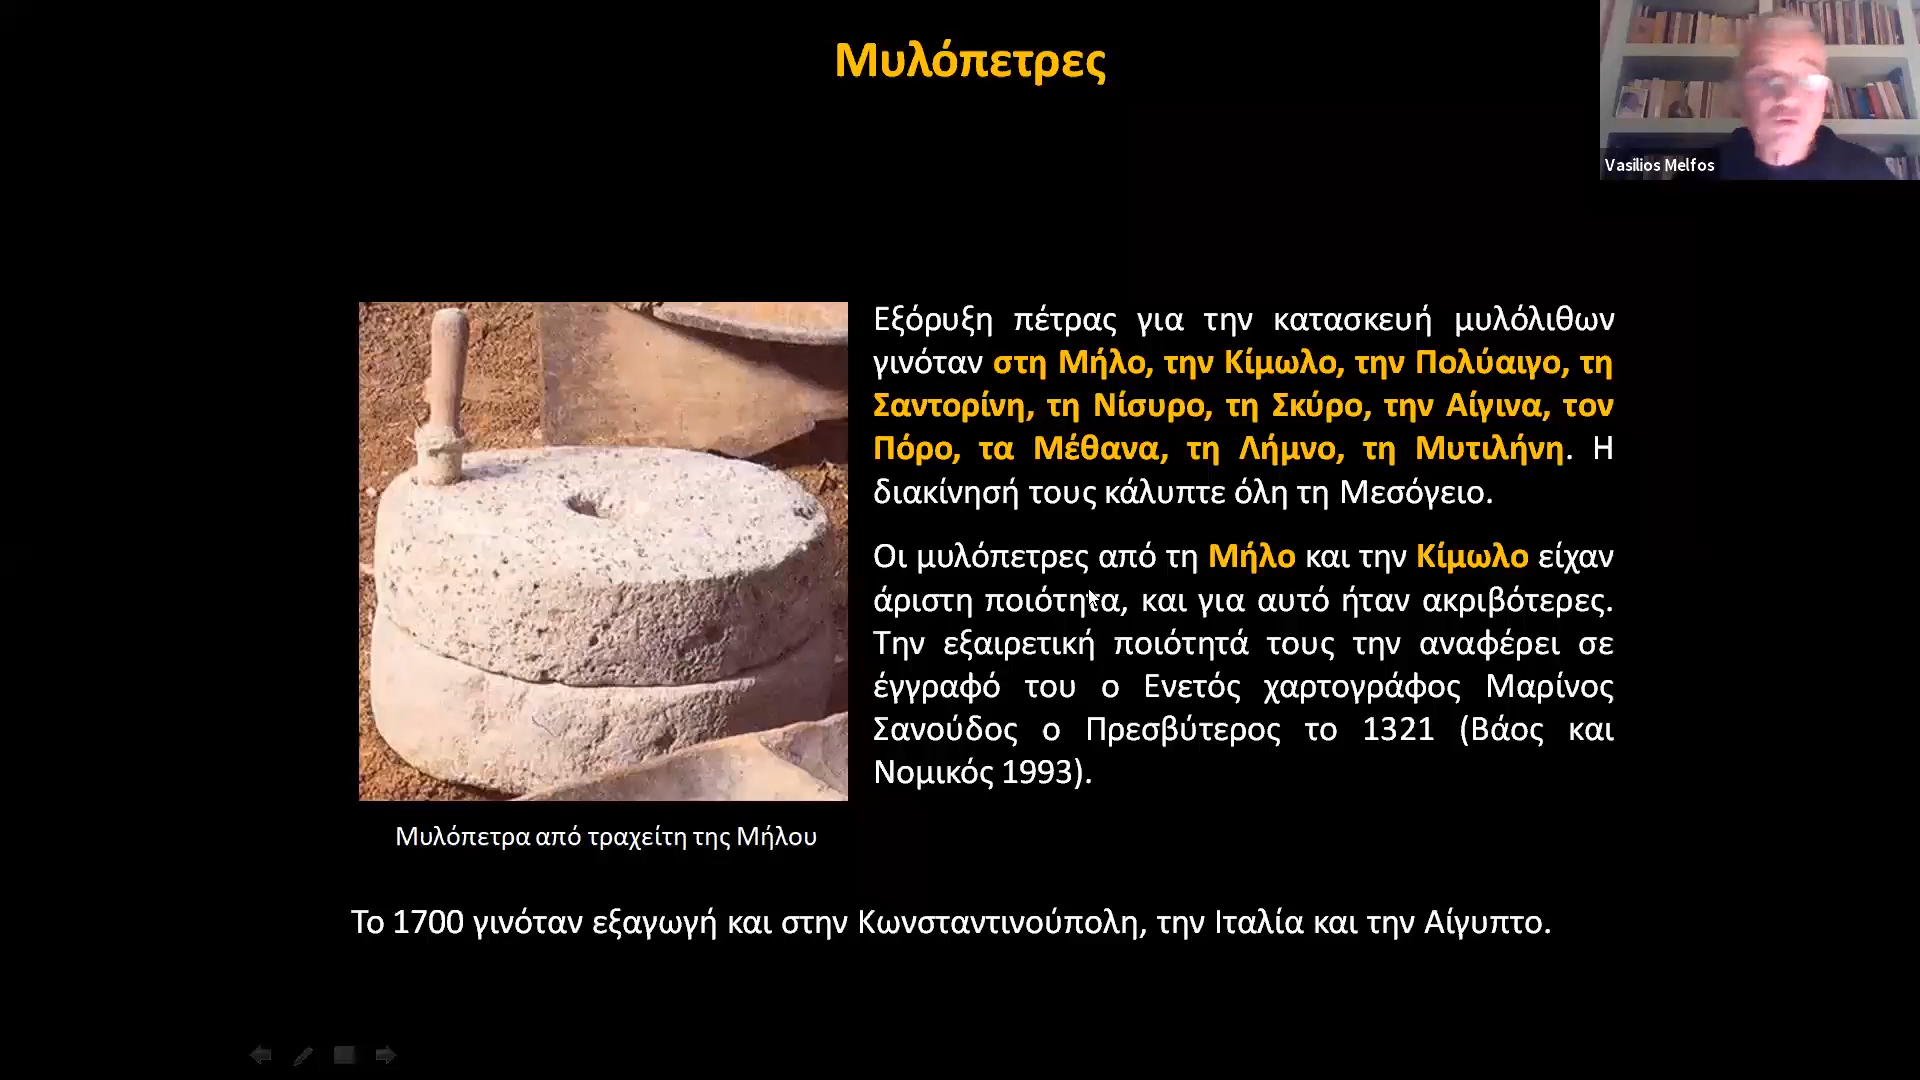 Μυλόπετρες
Vasilios Melfos
Εξόρυξη πέτρας για την κατασκευή μυλόλιθων
γινόταν στη Μήλο, την Κίμωλο, την Πολύαιγο, τη
Σαντορίνη, τη Νίσυρο, τη Σκύρο, την Αίγινα, τον
Πόρο, τα Μέθανα, τη Λήμνο, τη Μυτιλήνη. Η
διακίνησή τους κάλυπτε όλη τη Μεσόγειο.
Οι μυλόπετρες από τη Μήλο και την Κίμωλο είχαν
άριστη ποιότητα, και για αυτό ήταν ακριβότερες.
Την εξαιρετική ποιότητά τους την αναφέρει σε
έγγραφό του ο Ενετός χαρτογράφος Μαρίνος
Σανούδος ο Πρεσβύτερος το 1321 (Βάος και
Νομικός 1993).
Μυλόπετρα από τραχείτη της Μήλου
Το 1700 γινόταν εξαγωγή και στην Κωνσταντινούπολη, την Ιταλία και την Αίγυπτο.